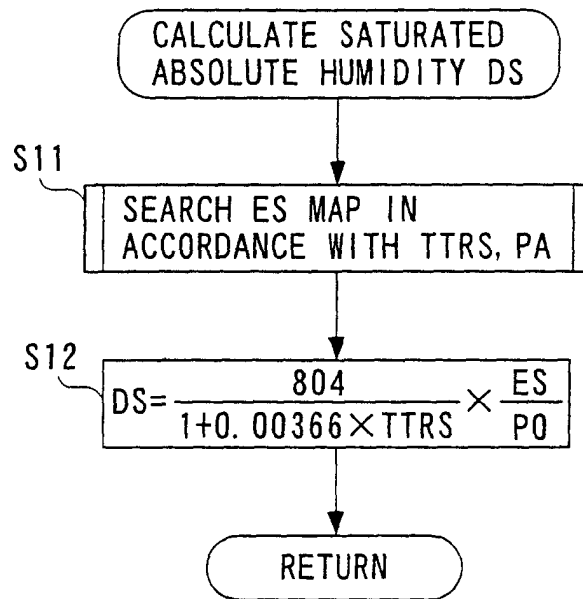 CALCULATE SATURATED
ABSOLUTE HUMIDITY DS
S11
SEARCH ES MAP IN
ACCORDANCE WITH TTRS, PA
S12
DS= 804 / 1+0.00366×TTRS × ES / P0
RETURN